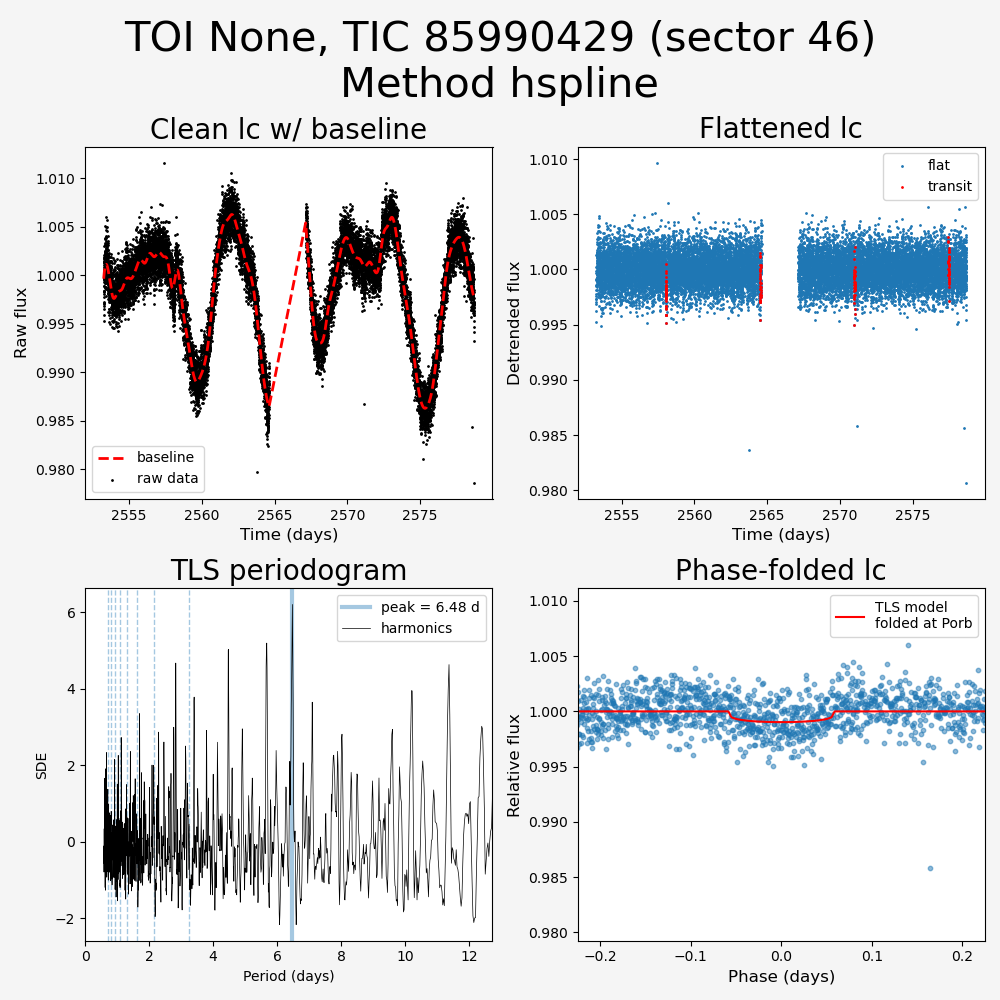 TOI None, TIC 85990429 (sector 46)
Method hspline
Clean lc w/ baseline
Raw flux
1.010
1.005
1.000
0.995
0.990
0.985
0.980
baseline
raw data
2555
2560
2565
2570
2575
Time (days)
Flattened lc
Detrended flux
1.010
1.005
1.000
0.995
0.990
0.985
0.980
flat
transit
2555
2560
2565
2570
2575
Time (days)
TLS periodogram
SDE
6
4
2
0
−2
peak = 6.48 d
harmonics
0
2
4
6
8
10
12
Period (days)
Phase-folded lc
Relative flux
1.010
1.005
1.000
0.995
0.990
0.985
0.980
TLS model
folded at Porb
−0.2
−0.1
0.0
0.1
0.2
Phase (days)